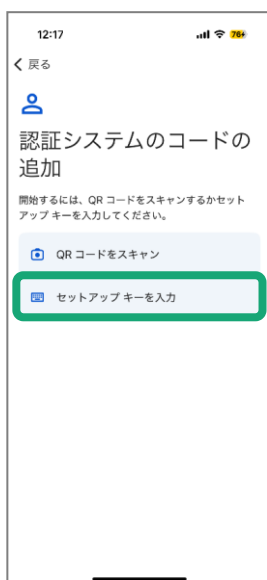 12:17
76
戻る
認証システムのコードの
追加
開始するには、QR コードをスキャンするかセット
アップ キーを入力してください。
QR コードをスキャン
セットアップ キーを入力